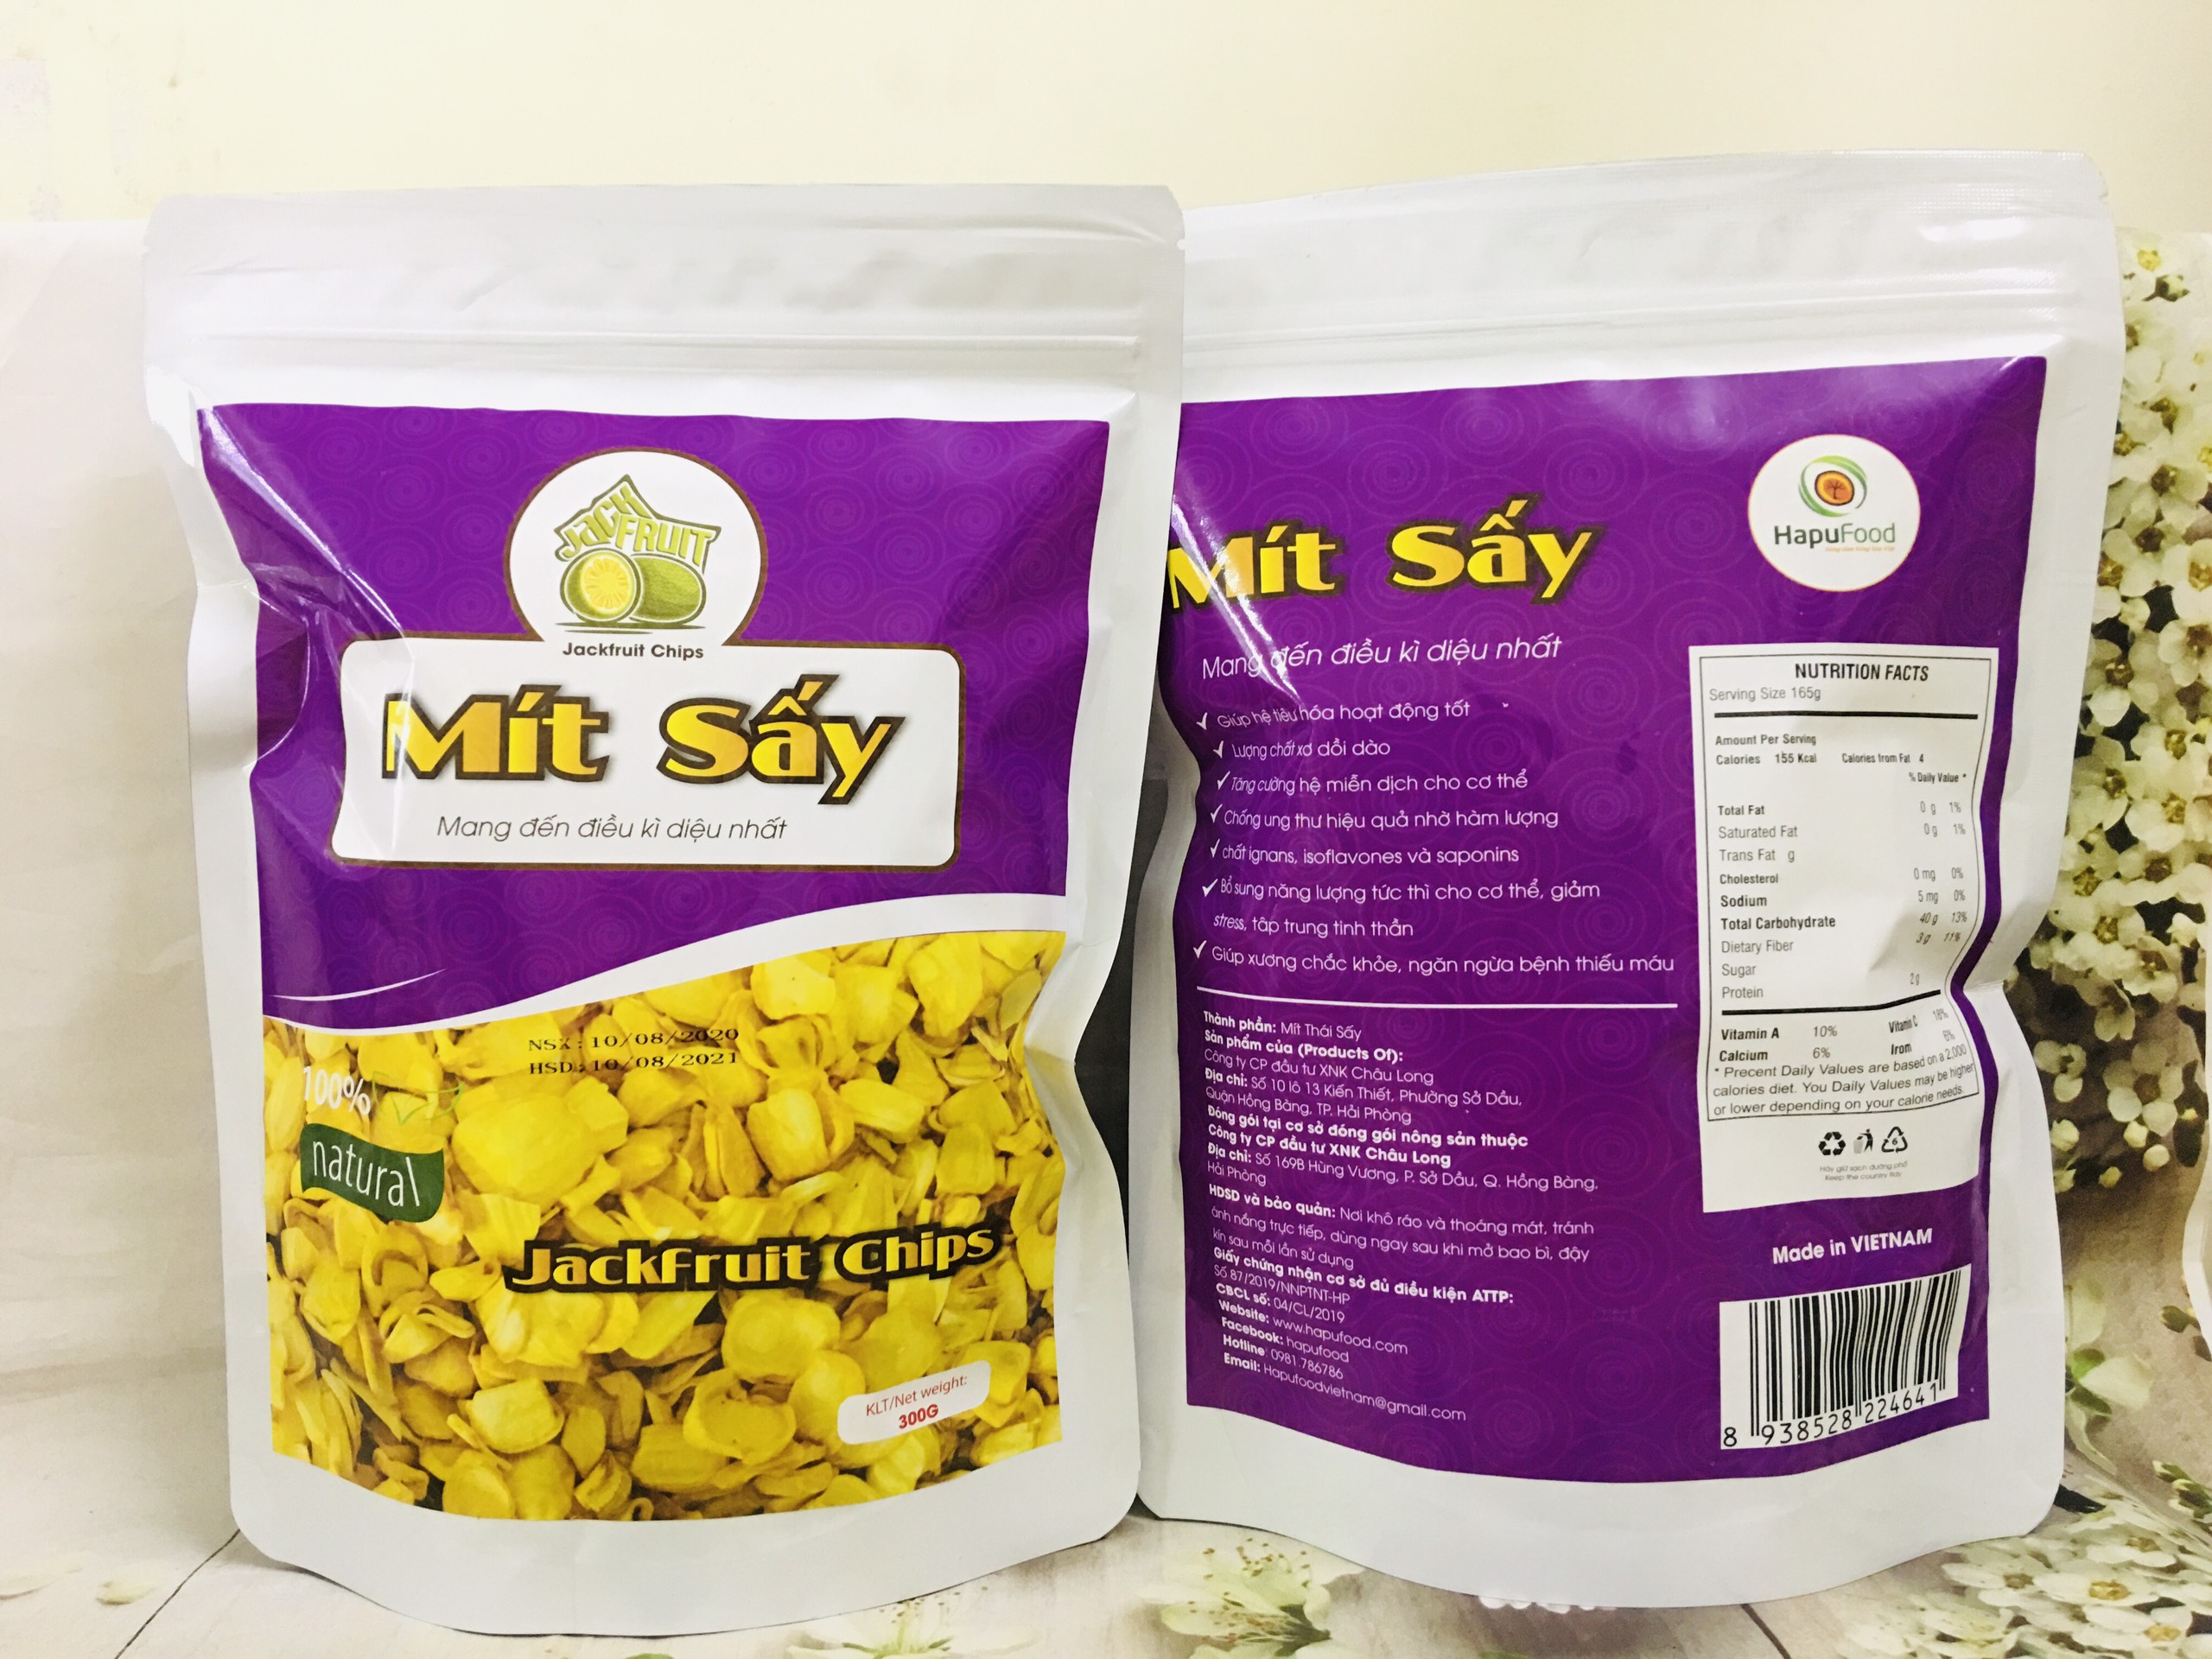 JACK
FRUIT
Jackfruit Chips
Mít Sấy
Mang đến điều kì diệu nhất
NSX: 10/08/2020
HSD: 10/08/2021
100%
natural
Jackfruit Chips
KLT/Net weight:
300G
HapuFood
Mít Sấy
Mang đến điều kì diệu nhất
Giúp hệ tiêu hóa hoạt động tốt
Lượng chất xơ dồi dào
Tăng cường hệ miễn dịch cho cơ thể
Chống ung thư hiệu quả nhờ hàm lượng
chất ignans, isoflavones và saponins
Bổ sung năng lượng tức thì cho cơ thể, giảm
stress, tập trung tinh thần
Giúp xương chắc khỏe, ngăn ngừa bệnh thiếu máu
Thành phần: Mít Thái Sấy
Sản phẩm của (Products Of):
Công ty CP đầu tư XNK Châu Long
Địa chỉ: Số 10 lô 13 Kiến Thiết, Phường Sở Dầu,
Quận Hồng Bàng, TP. Hải Phòng
Đóng gói tại cơ sở đóng gói nông sản thuộc
Công ty CP đầu tư XNK Châu Long
Địa chỉ: Số 169B Hùng Vương, P. Sở Dầu, Q. Hồng Bàng,
Hải Phòng
HDSD và bảo quản: Nơi khô ráo và thoáng mát, tránh
ánh nắng trực tiếp, dùng ngay sau khi mở bao bì, đậy
kín sau mỗi lần sử dụng
Giấy chứng nhận cơ sở đủ điều kiện ATTP:
Số 87/2019/NNPTNT-HP
CBCL số: 04/CL/2019
Website: www.hapufood.com
Facebook: hapufood
Hotline: 0981.786786
Email: Hapufoodvietnam@gmail.com
NUTRITION FACTS
Serving Size 165g
Amount Per Serving
Calories 155 Kcal Calories from Fat 4
% Daily Value *
Total Fat 0 g 1%
Saturated Fat 0 g 1%
Trans Fat g
Cholesterol 0 mg 0%
Sodium 5 mg 0%
Total Carbohydrate 40 g 13%
Dietary Fiber 3 g 11%
Sugar
Protein 2 g
Vitamin A 10% Vitamin C 18%
Calcium 6% Irom 6%
* Precent Daily Values are based on a 2,000
calories diet. You Daily Values may be higher
or lower depending on your calorie needs.
6
Hãy giữ sạch đường phố
Keep the country tidy
Made in VIETNAM
8 938528 224641